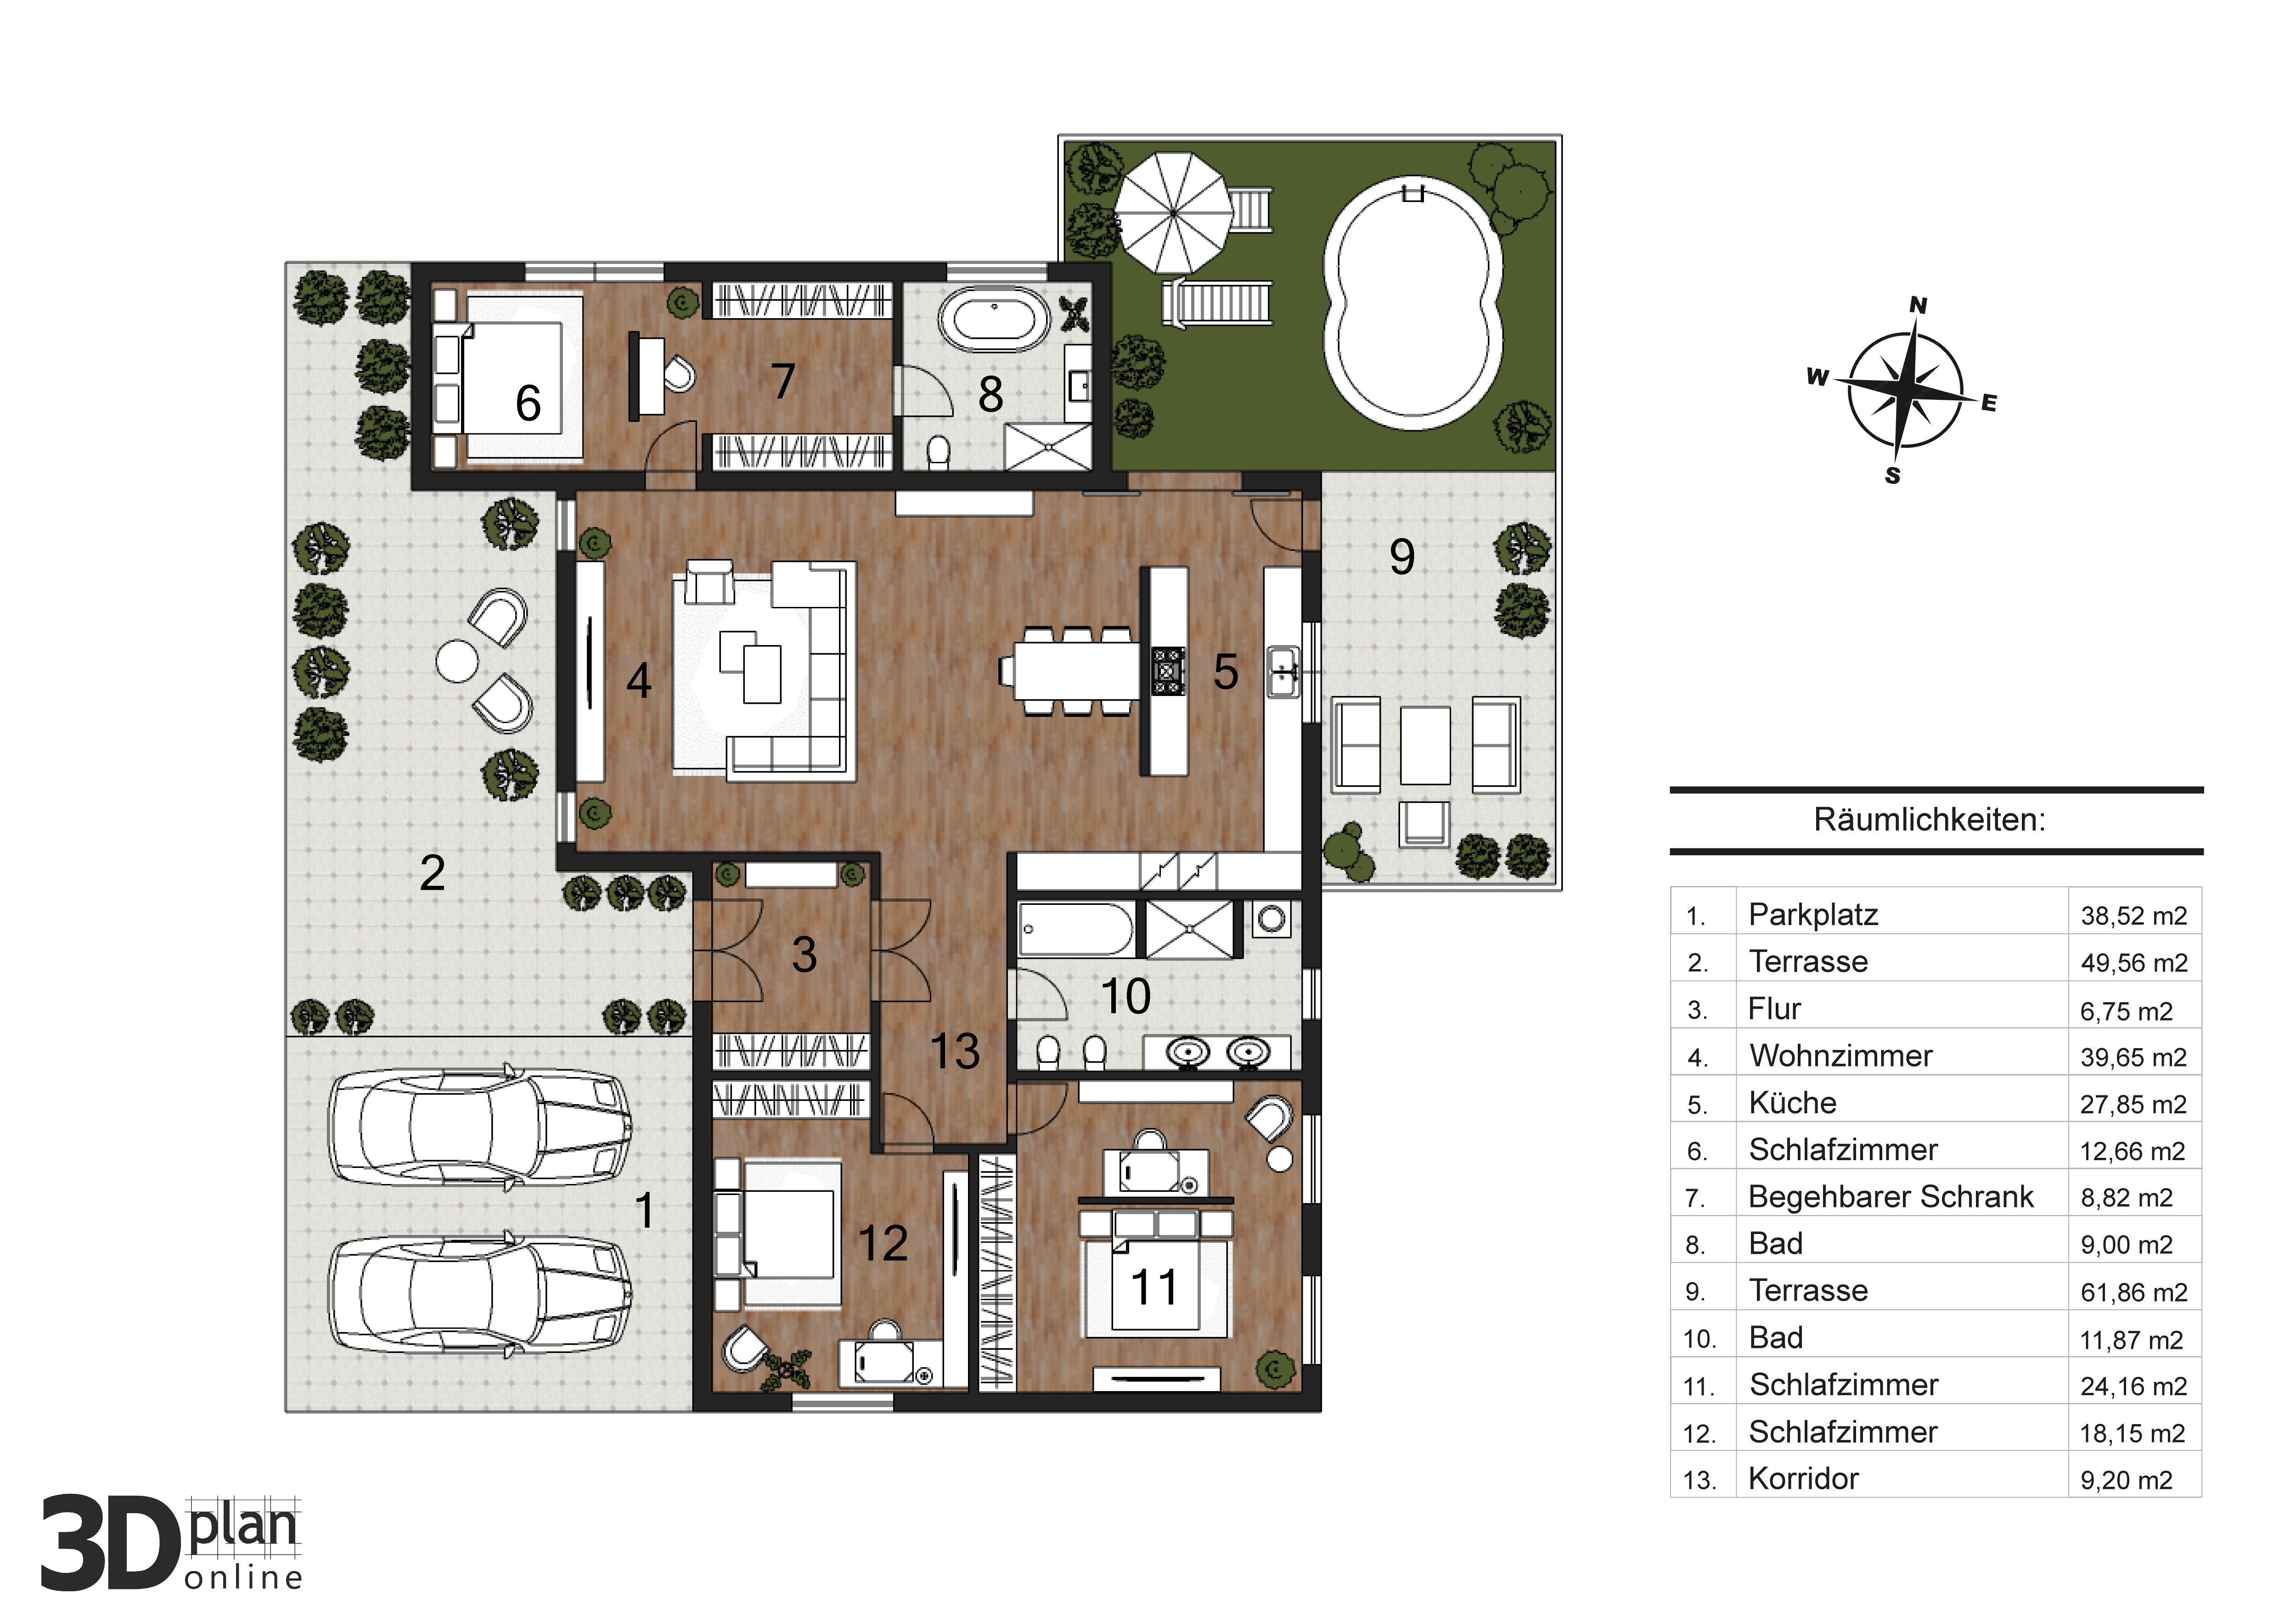 N
W
E
S
6
7
8
9
4
5
2
3
10
13
1
12
11
Räumlichkeiten:
1. Parkplatz 38,52 m2
2. Terrasse 49,56 m2
3. Flur 6,75 m2
4. Wohnzimmer 39,65 m2
5. Küche 27,85 m2
6. Schlafzimmer 12,66 m2
7. Begehbarer Schrank 8,82 m2
8. Bad 9,00 m2
9. Terrasse 61,86 m2
10. Bad 11,87 m2
11. Schlafzimmer 24,16 m2
12. Schlafzimmer 18,15 m2
13. Korridor 9,20 m2
3D plan
online